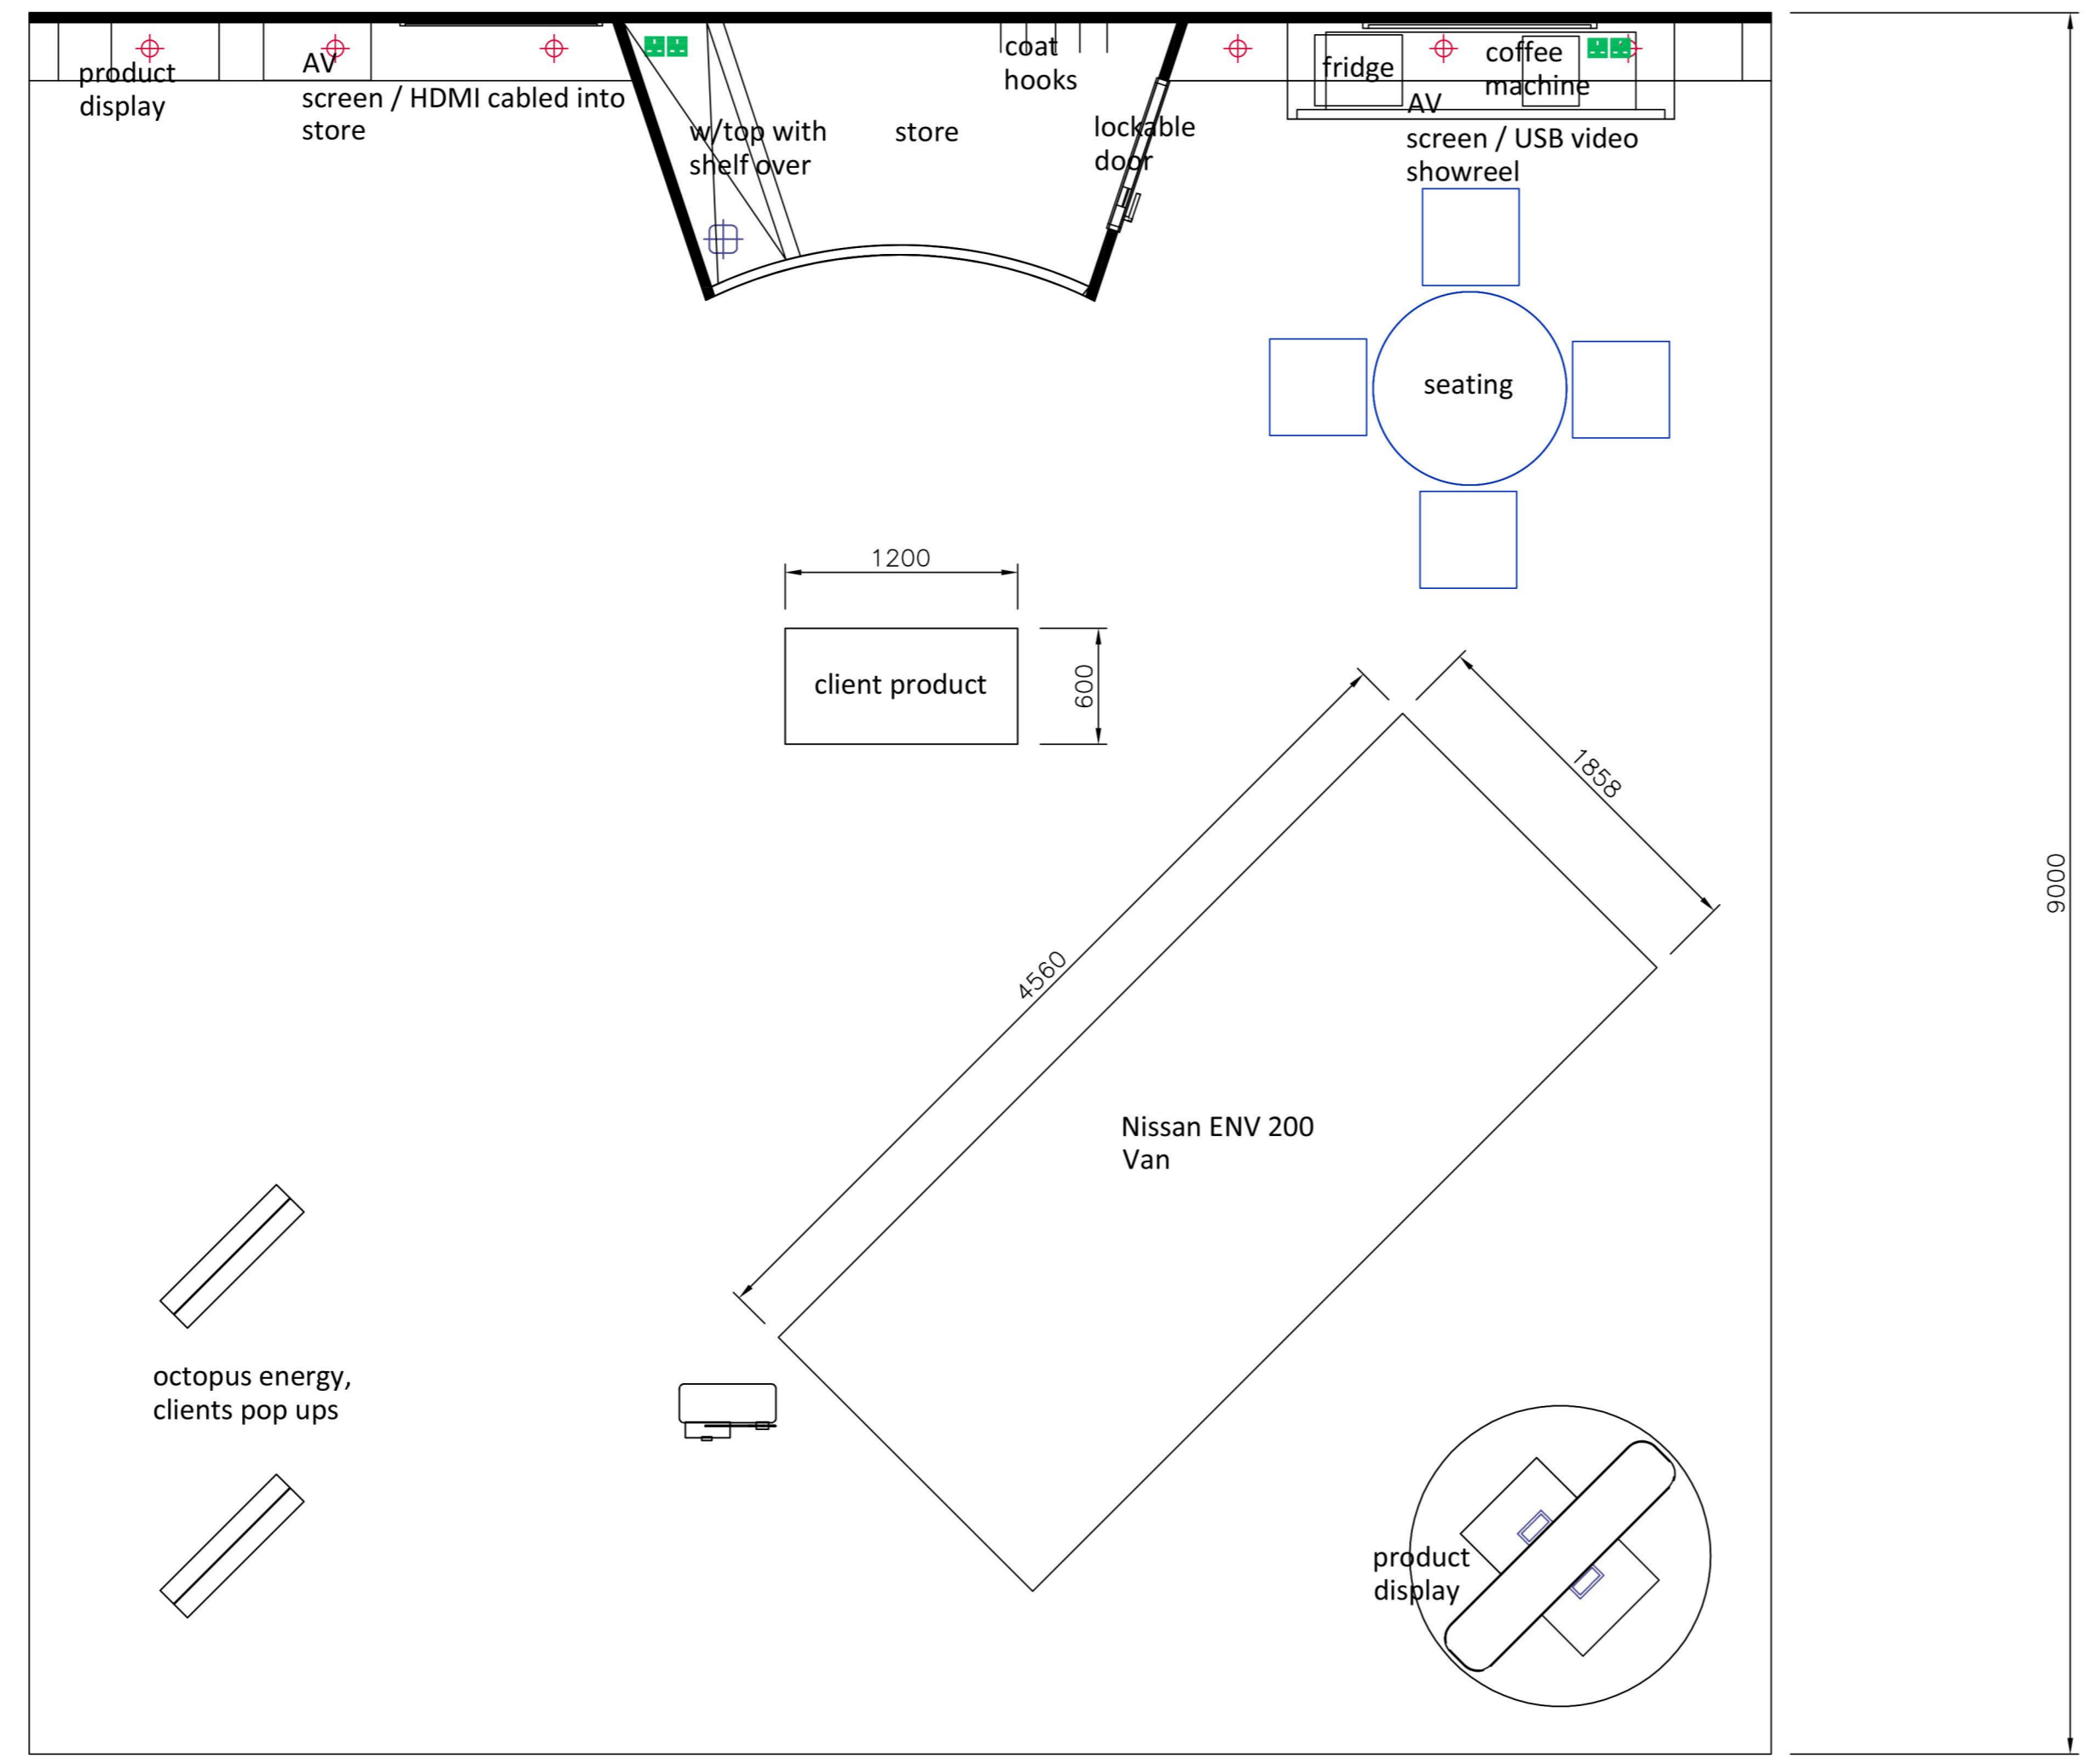 product
display
AV
screen / HDMI cabled into
store
w/top with
shelf over
store
coat
hooks
lockable
door
fridge
coffee
machine
AV
screen / USB video
showreel
seating
1200
client product
600
1858
4560
9000
Nissan ENV 200
Van
octopus energy,
clients pop ups
product
display